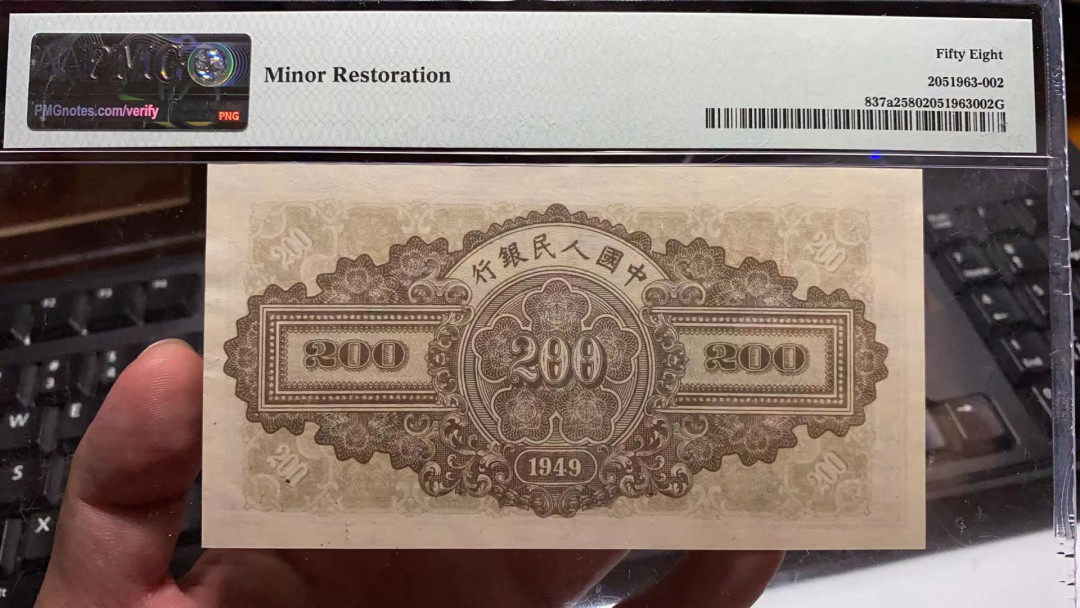 PMG
PMGnotes.com/verify
PNG
Minor Restoration
Fifty Eight
2051963-002
837a25802051963002G
200
200
行銀民人國中
200
200
200
200
200
1949
W
E
S
X